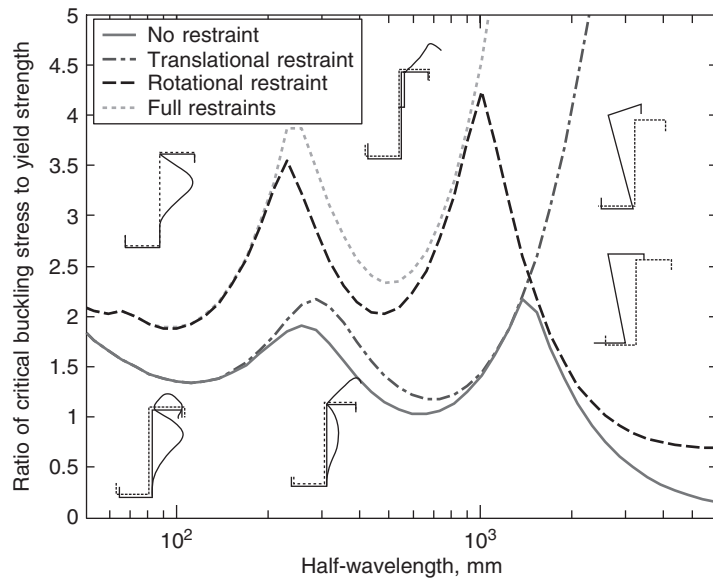 Ratio of critical buckling stress to yield strength
5
4.5
4
3.5
3
2.5
2
1.5
1
0.5
0
No restraint
Translational restraint
Rotational restraint
Full restraints
10²
10³
Half-wavelength, mm